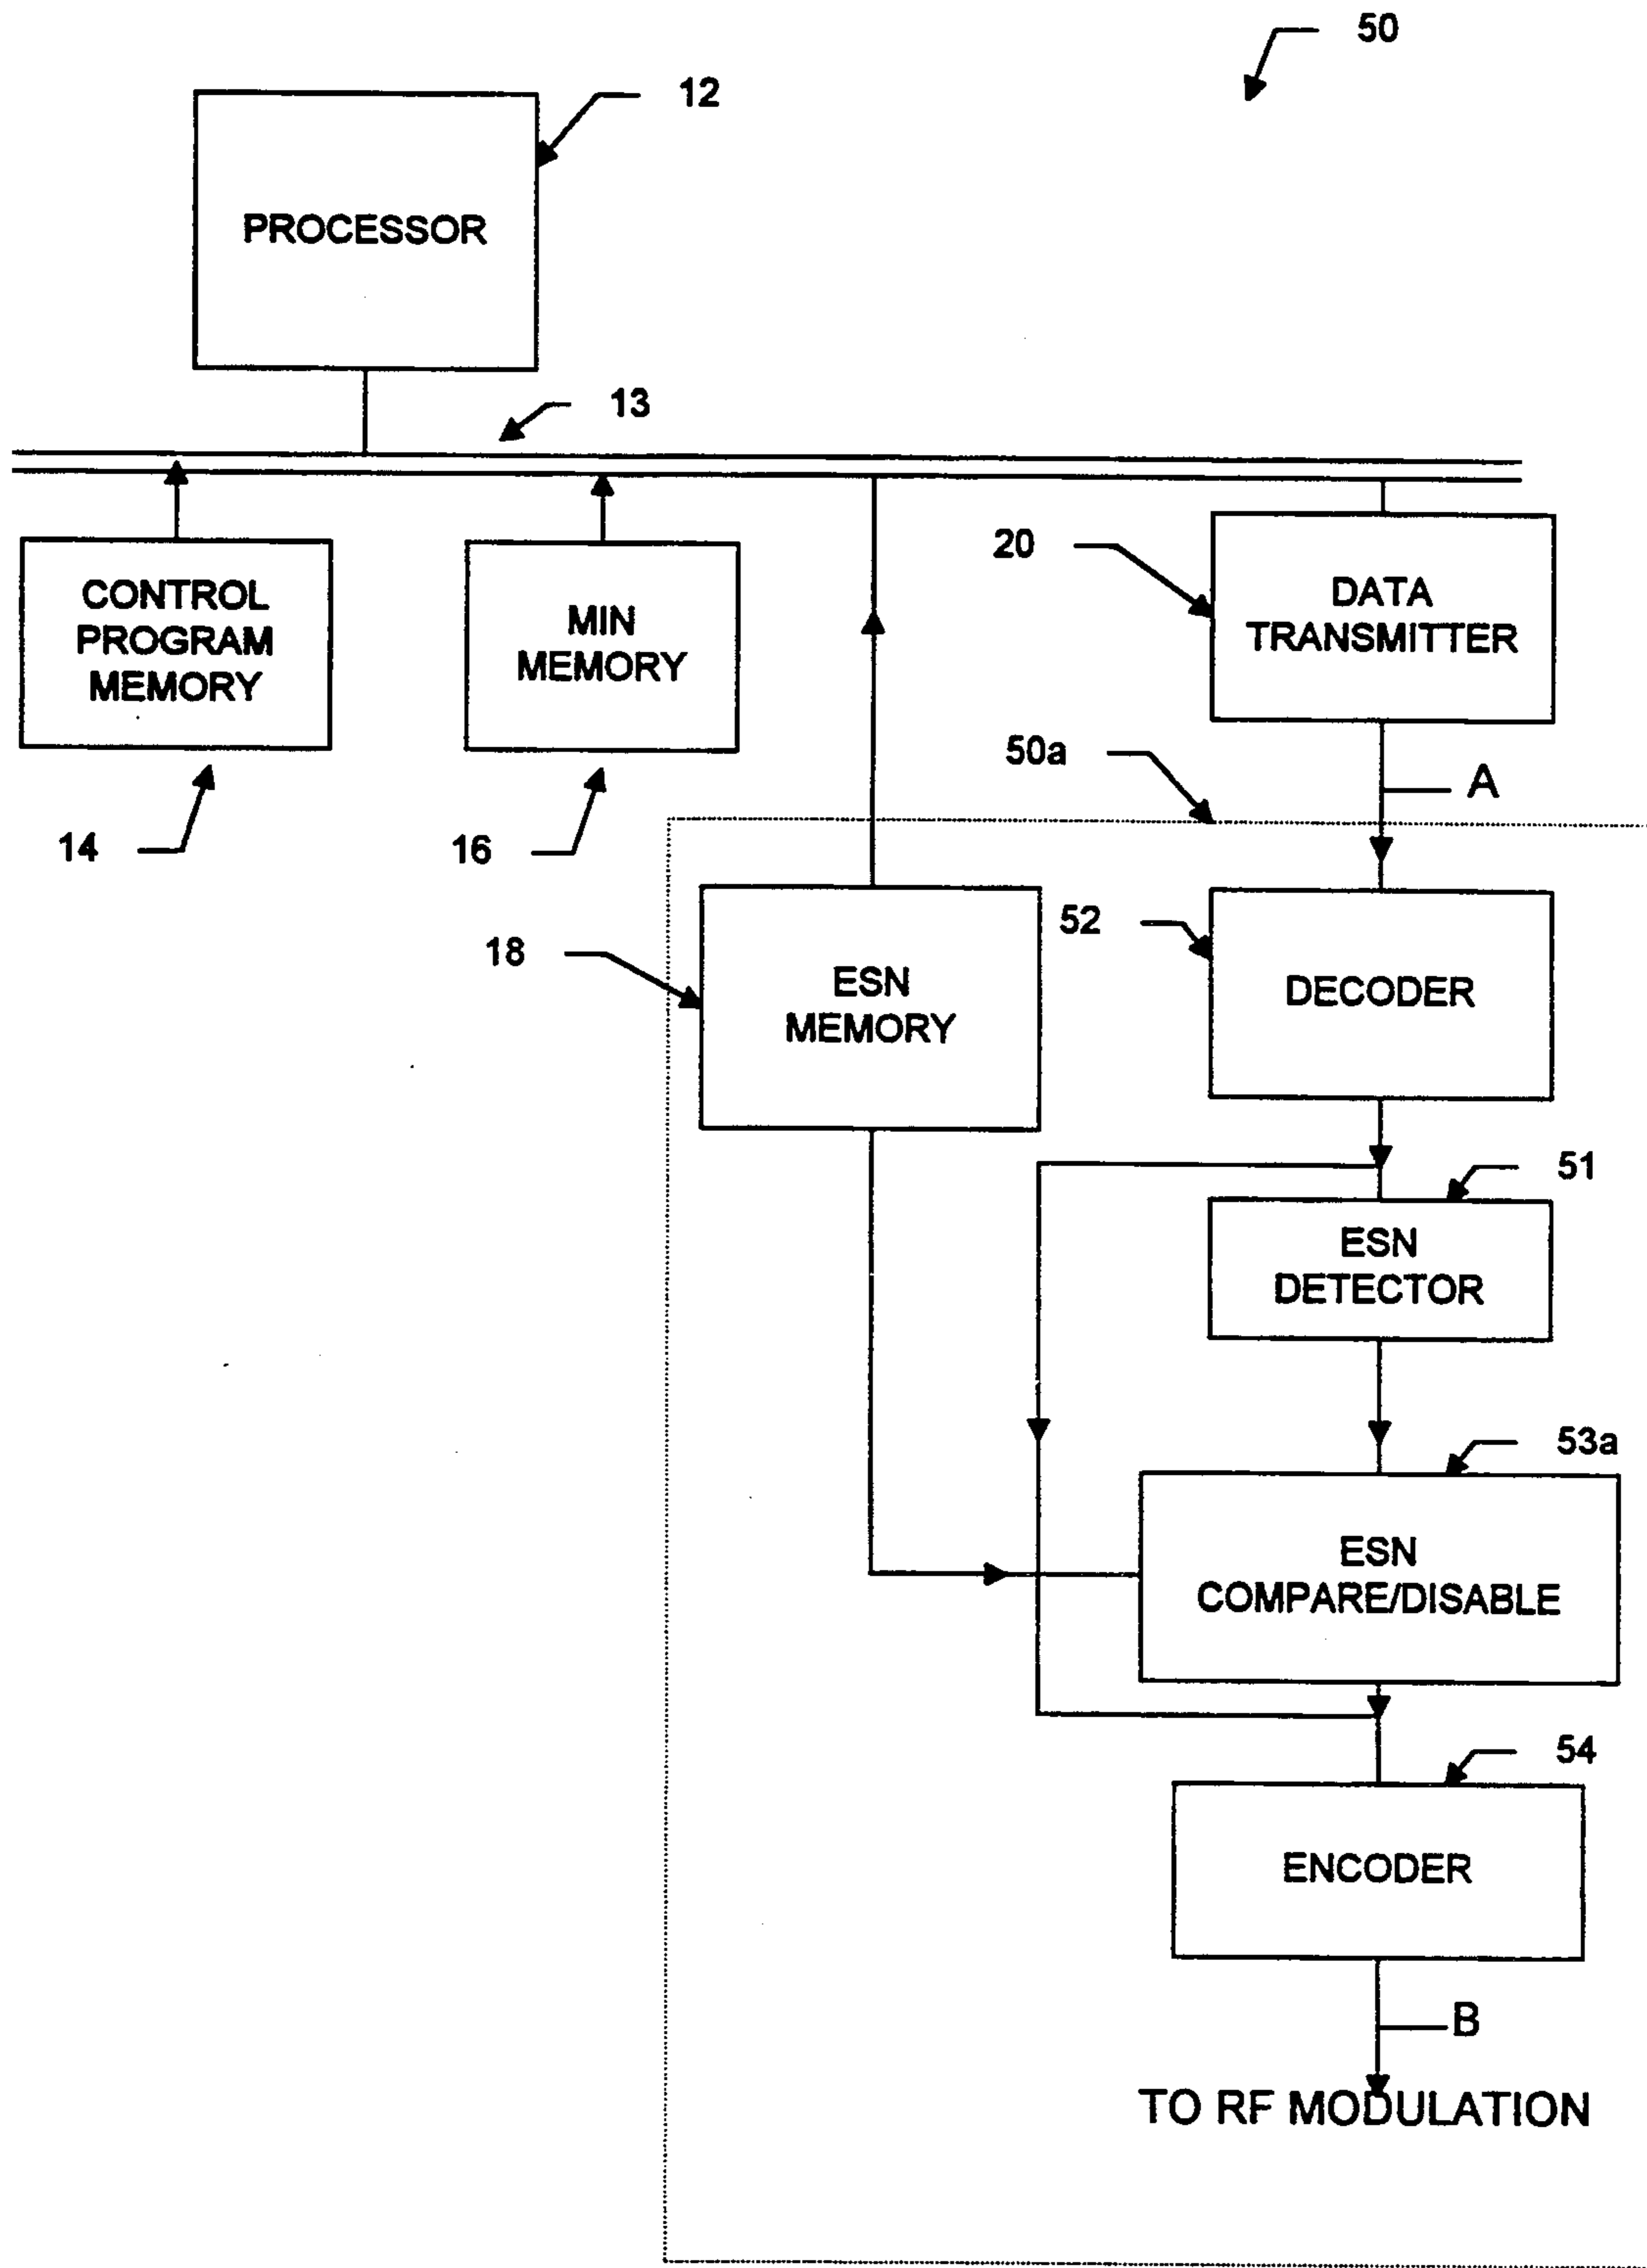 50
12
PROCESSOR
13
CONTROL
PROGRAM
MEMORY
14
MIN
MEMORY
16
20
DATA
TRANSMITTER
50a
A
18
ESN
MEMORY
52
DECODER
51
ESN
DETECTOR
53a
ESN
COMPARE/DISABLE
54
ENCODER
B
TO RF MODULATION